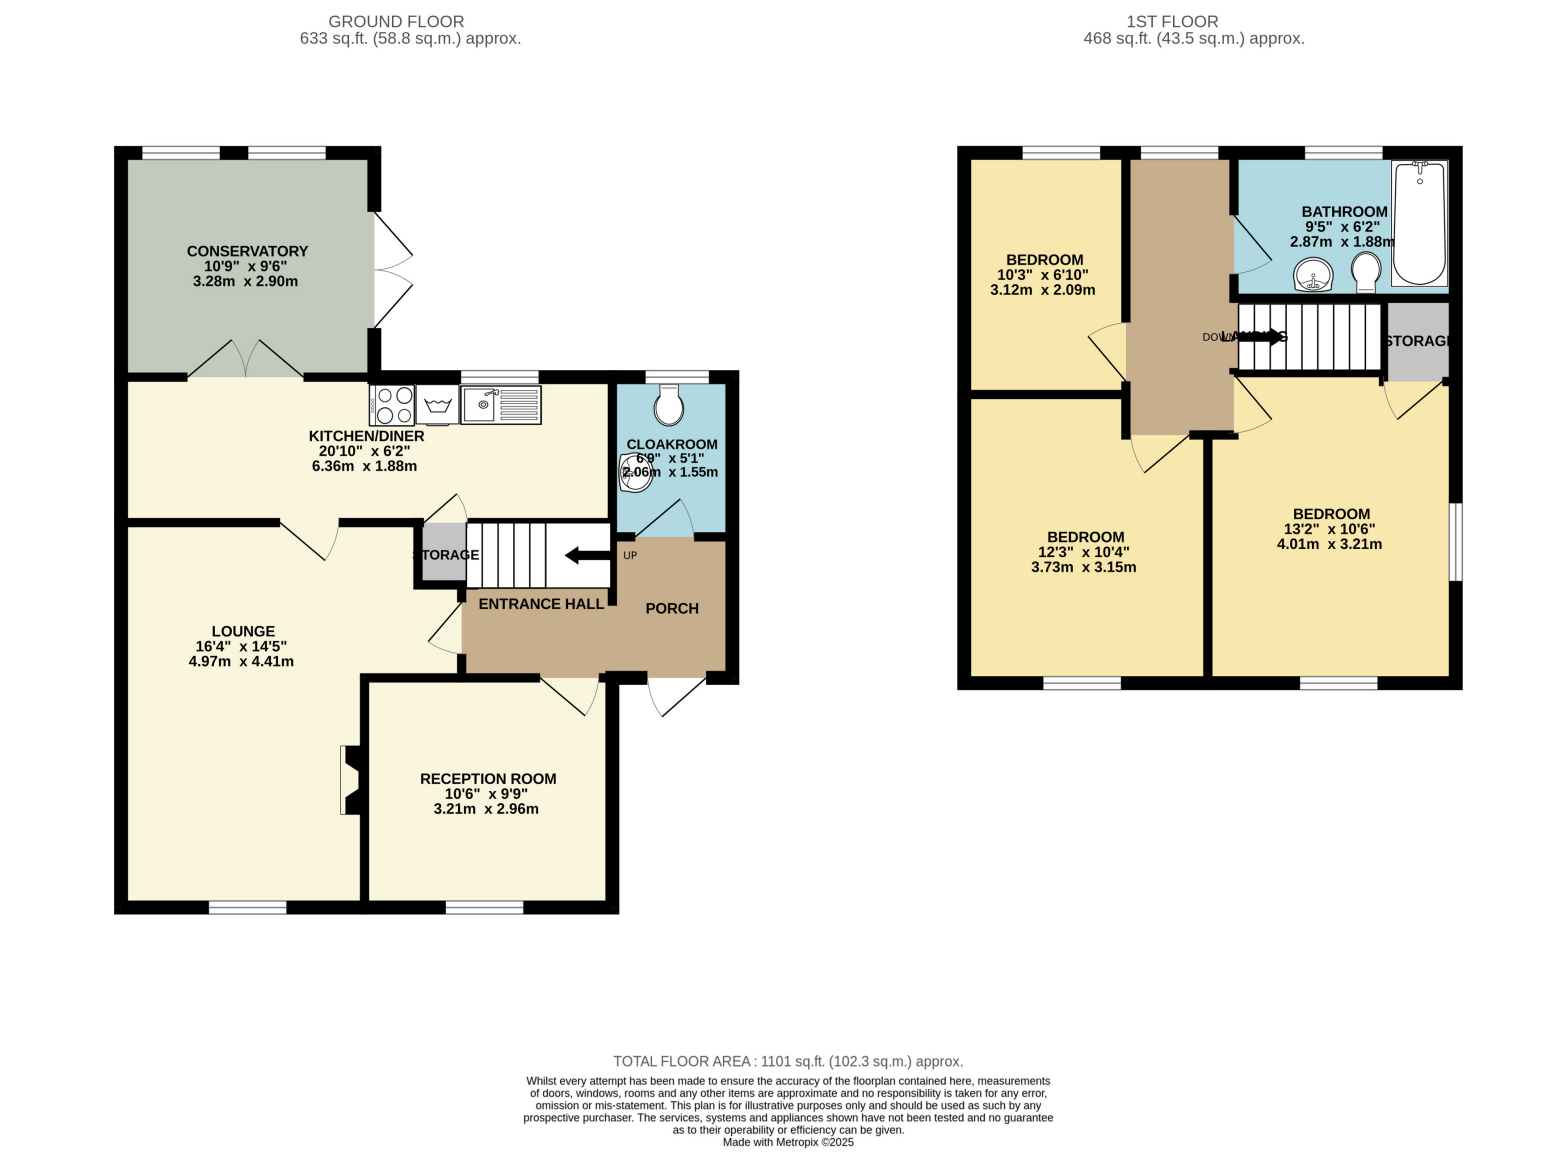 GROUND FLOOR
633 sq.ft. (58.8 sq.m.) approx.
1ST FLOOR
468 sq.ft. (43.5 sq.m.) approx.
CONSERVATORY
10'9" x 9'6"
3.28m x 2.90m
KITCHEN/DINER
20'10" x 6'2"
6.36m x 1.88m
CLOAKROOM
6'9" x 5'1"
2.06m x 1.55m
STORAGE
UP
ENTRANCE HALL
PORCH
LOUNGE
16'4" x 14'5"
4.97m x 4.41m
RECEPTION ROOM
10'6" x 9'9"
3.21m x 2.96m
BEDROOM
10'3" x 6'10"
3.12m x 2.09m
BATHROOM
9'5" x 6'2"
2.87m x 1.88m
DOWN
LANDING
STORAGE
BEDROOM
12'3" x 10'4"
3.73m x 3.15m
BEDROOM
13'2" x 10'6"
4.01m x 3.21m
TOTAL FLOOR AREA : 1101 sq.ft. (102.3 sq.m.) approx.
Whilst every attempt has been made to ensure the accuracy of the floorplan contained here, measurements
of doors, windows, rooms and any other items are approximate and no responsibility is taken for any error,
omission or mis-statement. This plan is for illustrative purposes only and should be used as such by any
prospective purchaser. The services, systems and appliances shown have not been tested and no guarantee
as to their operability or efficiency can be given.
Made with Metropix ©2025